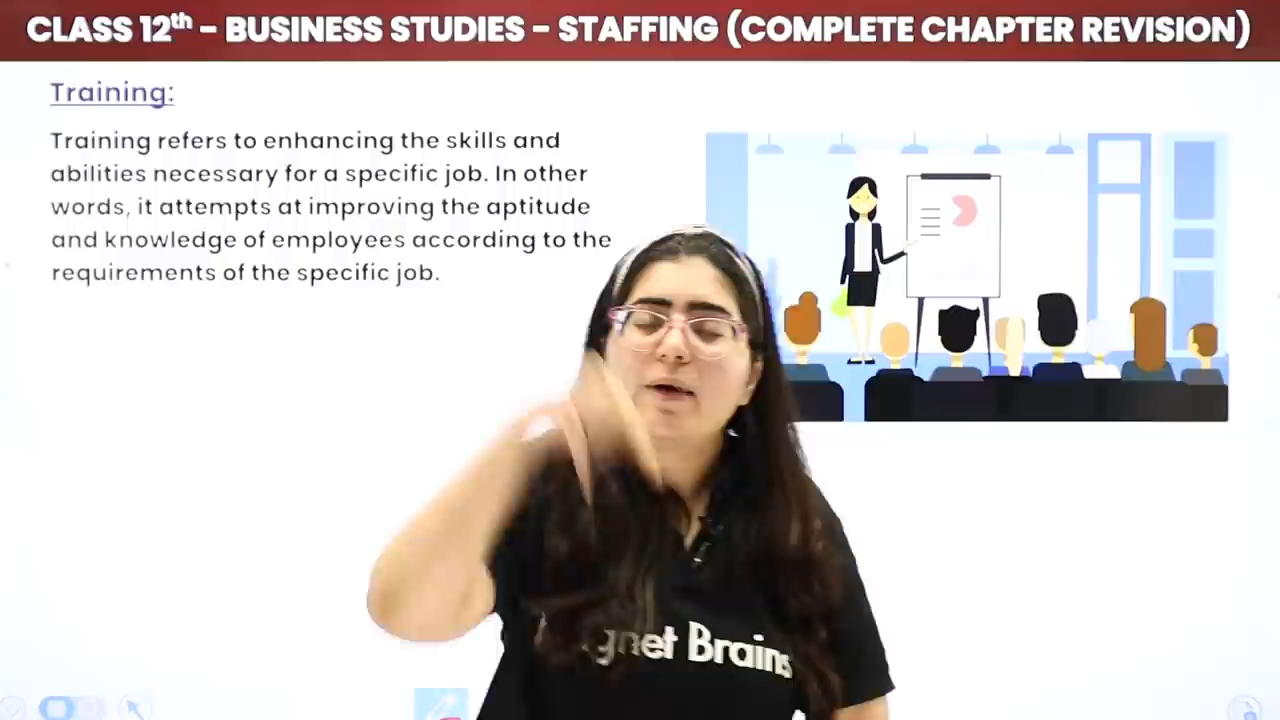 CLASS 12th - BUSINESS STUDIES - STAFFING (COMPLETE CHAPTER REVISION)
Training:
Training refers to enhancing the skills and
abilities necessary for a specific job. In other
words, it attempts at improving the aptitude
and knowledge of employees according to the
requirements of the specific job.
Brains